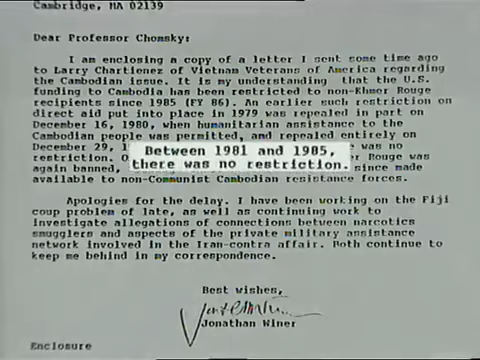 Cambridge, MA 02139
Dear Professor Chomsky:
I am enclosing a copy of a letter I sent some time ago
to Larry Chartienez of Vietnam Veterans of America regarding
the Cambodian issue. It is my understanding that the U.S.
funding to Cambodia has been restricted to non-Khmer Rouge
recipients since 1985 (FY 86). An earlier such restriction on
direct aid put into place in 1979 was repealed in part on
December 16, 1980, when humanitarian assistance to the
Cambodian people was permitted, and repealed entirely on
December 29, 1 was no
restriction. O r Rouge was
again banned, since made
available to non-Communist Cambodian resistance forces.
Between 1981 and 1985,
there was no restriction.
Apologies for the delay. I have been working on the Fiji
coup problem of late, as well as continuing work to
investigate allegations of connections between narcotics
smugglers and aspects of the private military assistance
network involved in the Iran-contra affair. Both continue to
keep me behind in my correspondence.
Best wishes,
Jonathan Winer
Enclosure